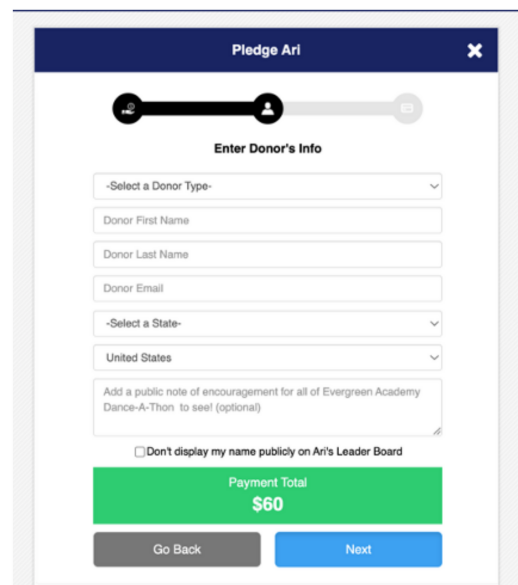 Pledge Ari
Enter Donor's Info
-Select a Donor Type-
Donor First Name
Donor Last Name
Donor Email
-Select a State-
United States
Add a public note of encouragement for all of Evergreen Academy
Dance-A-Thon to see! (optional)
Don't display my name publicly on Ari's Leader Board
Payment Total
$60
Go Back
Next